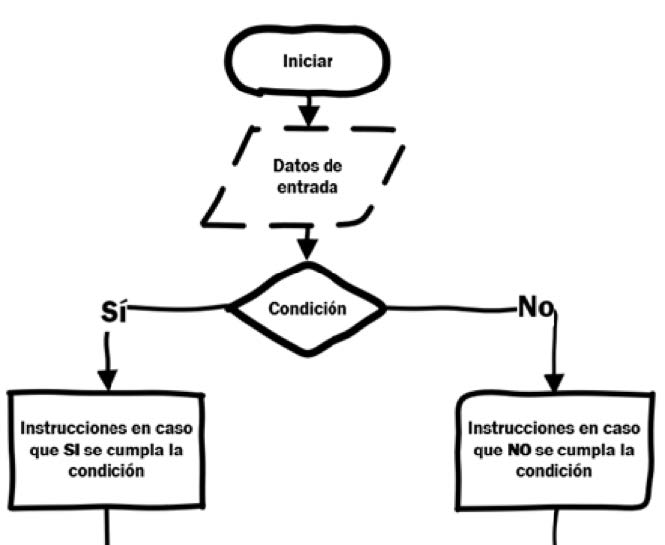 Iniciar
Datos de
entrada
Condición
Sí
No
Instrucciones en caso
que SI se cumpla la
condición
Instrucciones en caso
que NO se cumpla la
condición